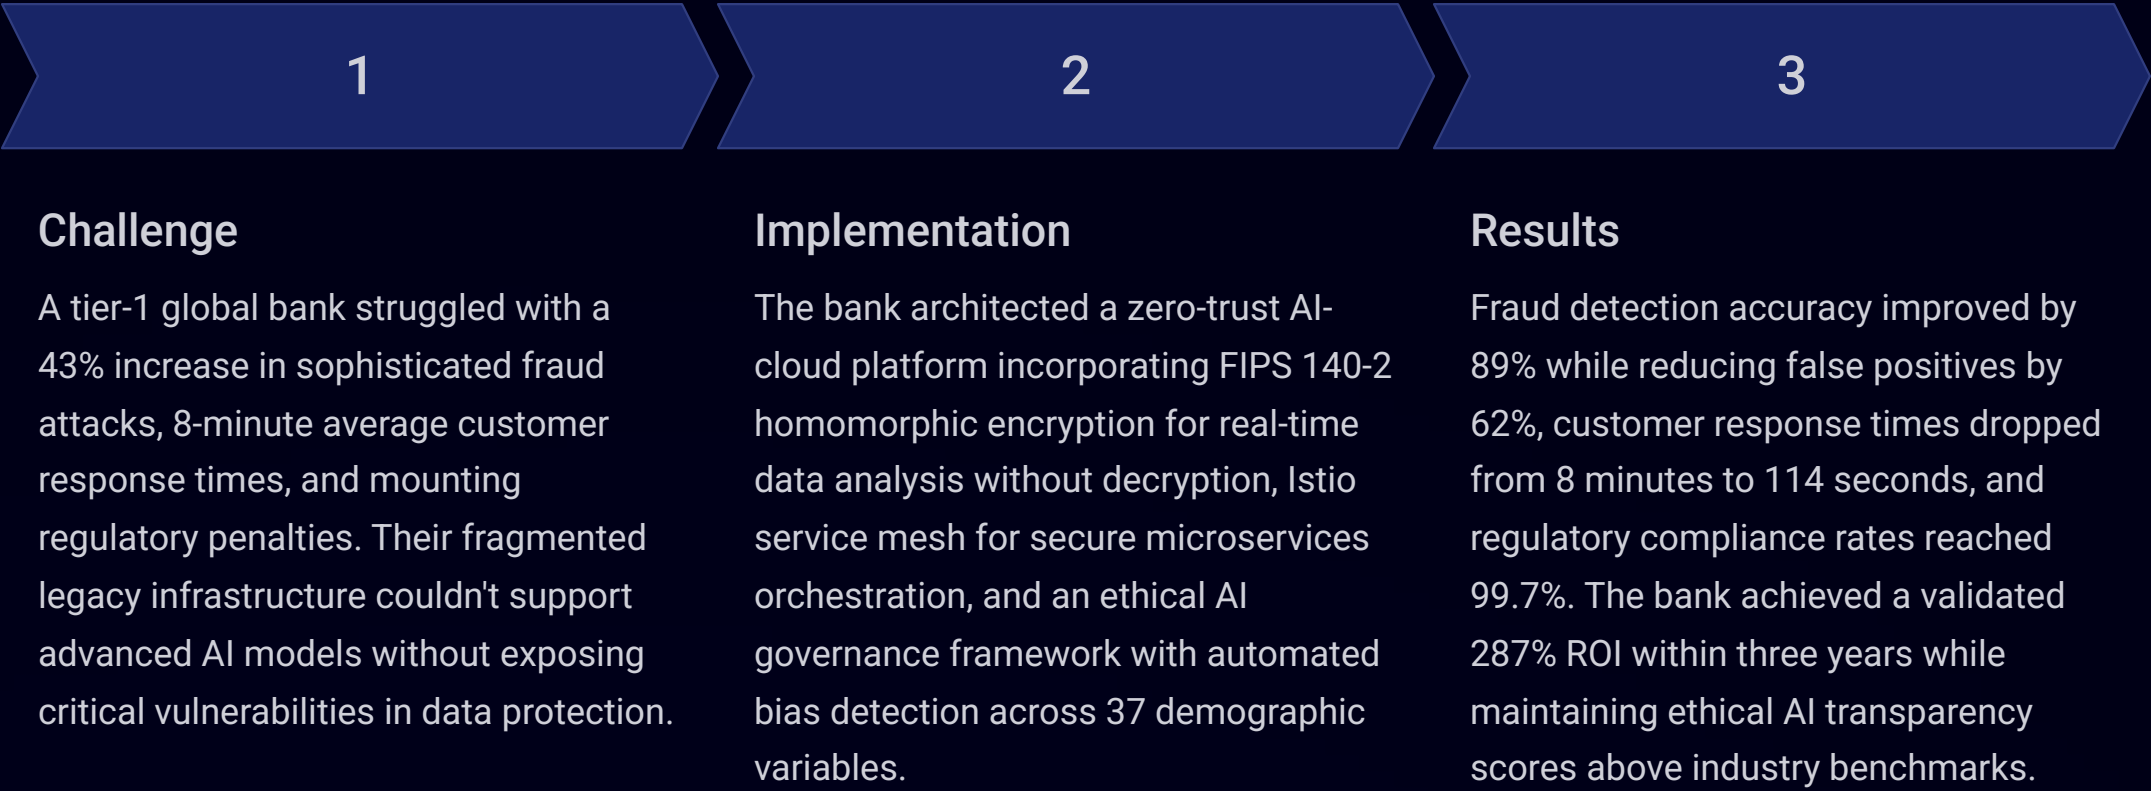 1
Challenge
A tier-1 global bank struggled with a
43% increase in sophisticated fraud
attacks, 8-minute average customer
response times, and mounting
regulatory penalties. Their fragmented
legacy infrastructure couldn't support
advanced AI models without exposing
critical vulnerabilities in data protection.
2
Implementation
The bank architected a zero-trust AI-
cloud platform incorporating FIPS 140-2
homomorphic encryption for real-time
data analysis without decryption, Istio
service mesh for secure microservices
orchestration, and an ethical AI
governance framework with automated
bias detection across 37 demographic
variables.
3
Results
Fraud detection accuracy improved by
89% while reducing false positives by
62%, customer response times dropped
from 8 minutes to 114 seconds, and
regulatory compliance rates reached
99.7%. The bank achieved a validated
287% ROI within three years while
maintaining ethical AI transparency
scores above industry benchmarks.